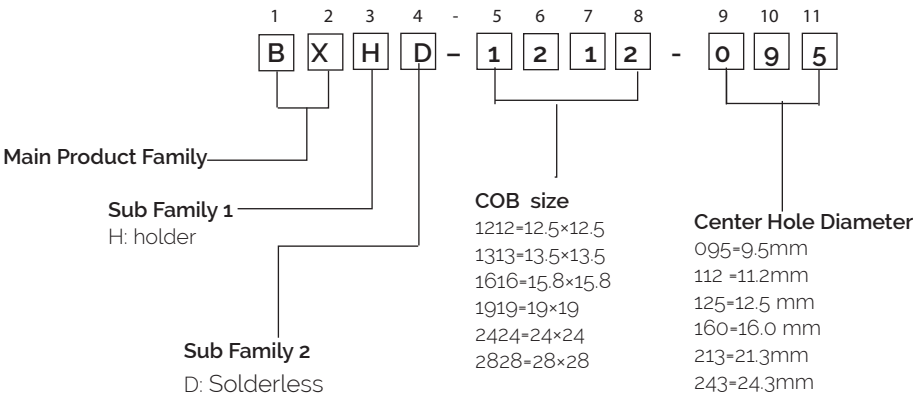 1 2 3 4 - 5 6 7 8 9 10 11
B X H D – 1 2 1 2 - 0 9 5
Main Product Family
Sub Family 1
H: holder
Sub Family 2
D: Solderless
COB size
1212=12.5×12.5
1313=13.5×13.5
1616=15.8×15.8
1919=19×19
2424=24×24
2828=28×28
Center Hole Diameter
095=9.5mm
112 =11.2mm
125=12.5 mm
160=16.0 mm
213=21.3mm
243=24.3mm